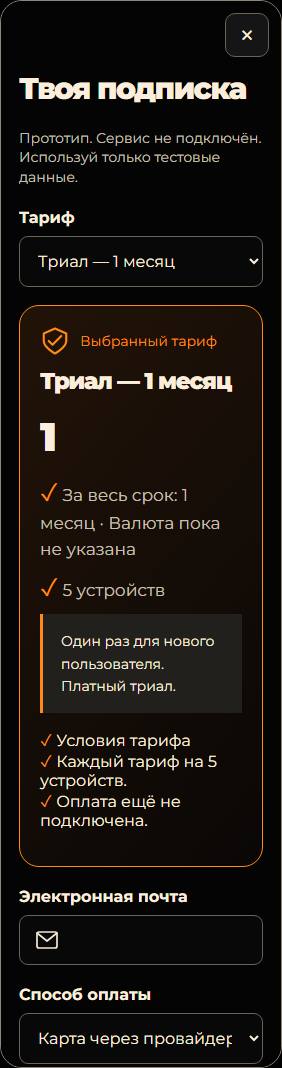 ×
Твоя подписка
Прототип. Сервис не подключён.
Используй только тестовые
данные.
Тариф
Триал — 1 месяц
Выбранный тариф
Триал — 1 месяц
1
✓ За весь срок: 1
месяц · Валюта пока
не указана
✓ 5 устройств
Один раз для нового
пользователя.
Платный триал.
✓ Условия тарифа
✓ Каждый тариф на 5
устройств.
✓ Оплата ещё не
подключена.
Электронная почта
Способ оплаты
Карта через провайдер